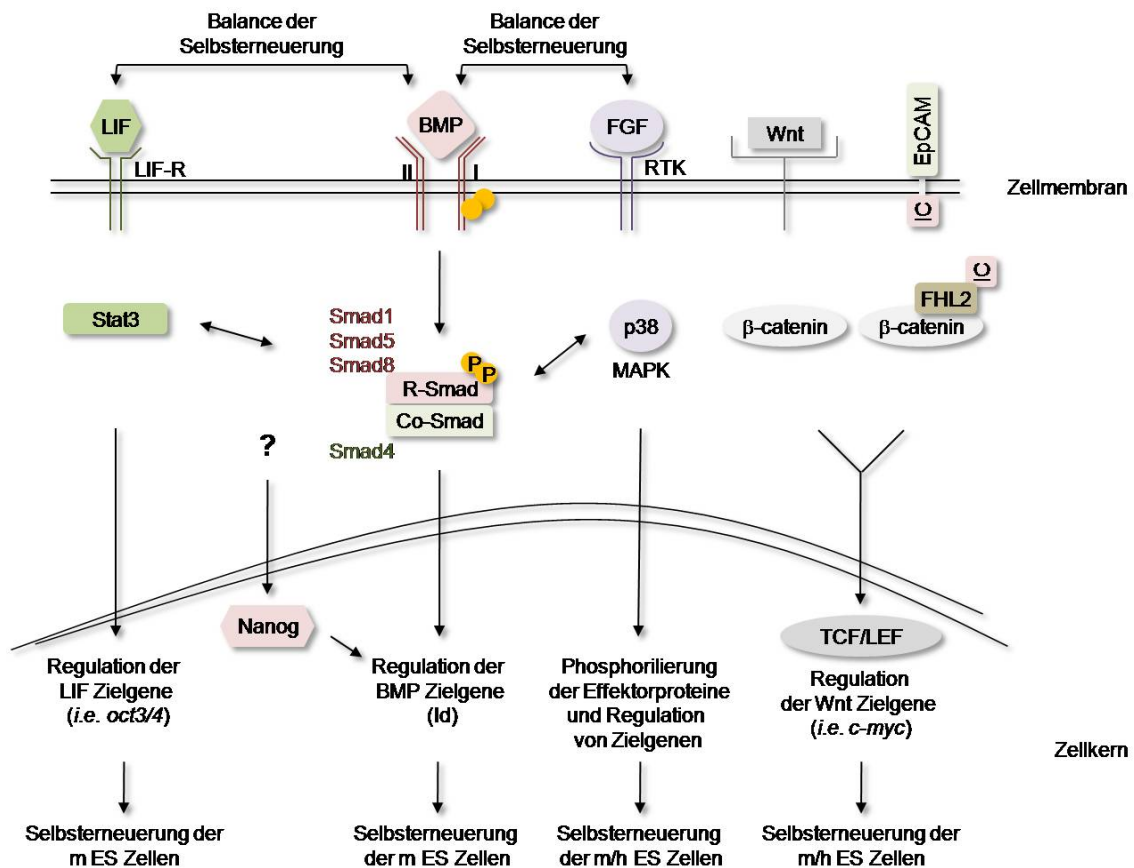 Balance der
Selbsterneuerung
Balance der
Selbsterneuerung
LIF
BMP
FGF
Wnt
EpCAM
LIF-R
II
I
RTK
Zellmembran
IC
IC
Stat3
Smad1
Smad5
Smad8
P
P
R-Smad
Co-Smad
Smad4
p38
MAPK
β-catenin
FHL2
β-catenin
?
Nanog
TCF/LEF
Regulation der
LIF Zielgene
(i.e. oct3/4)
Regulation der
BMP Zielgene
(Id)
Phosphorilierung
der Effektorproteine
und Regulation
von Zielgenen
Regulation
der Wnt Zielgene
(i.e. c-myc)
Zellkern
Selbsterneuerung der
m ES Zellen
Selbsterneuerung
der m ES Zellen
Selbsterneuerung
der m/h ES Zellen
Selbsterneuerung der
m/h ES Zellen